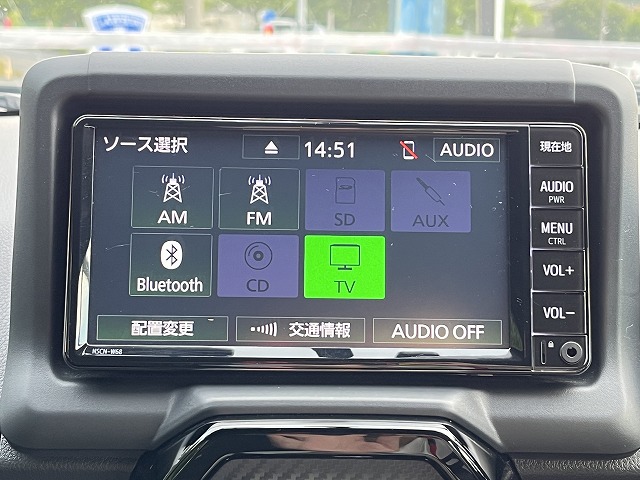 ソース選択 14:51 AUDIO
AM FM SD AUX
Bluetooth CD TV
配置変更 交通情報 AUDIO OFF
NSCN-W68
現在地
AUDIO
PWR
MENU
CTRL
VOL+
VOL-